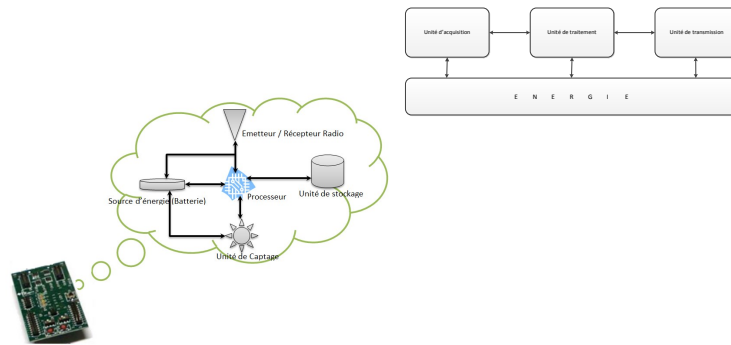 Unité d'acquisition
Unité de traitement
Unité de transmission
E N E R G I E
Emetteur / Récepteur Radio
Source d'énergie (Batterie)
Processeur
Unité de stockage
Unité de Captage